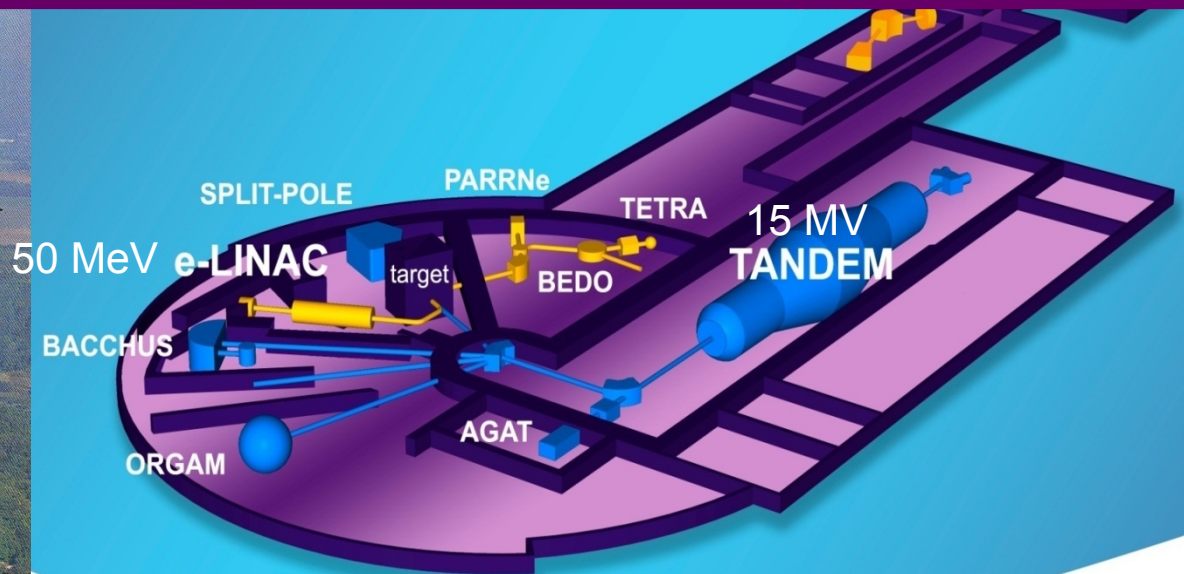 SPLIT-POLE
PARRNe
TETRA
15 MV
TANDEM
50 MeV e-LINAC
target
BEDO
BACCHUS
AGAT
ORGAM